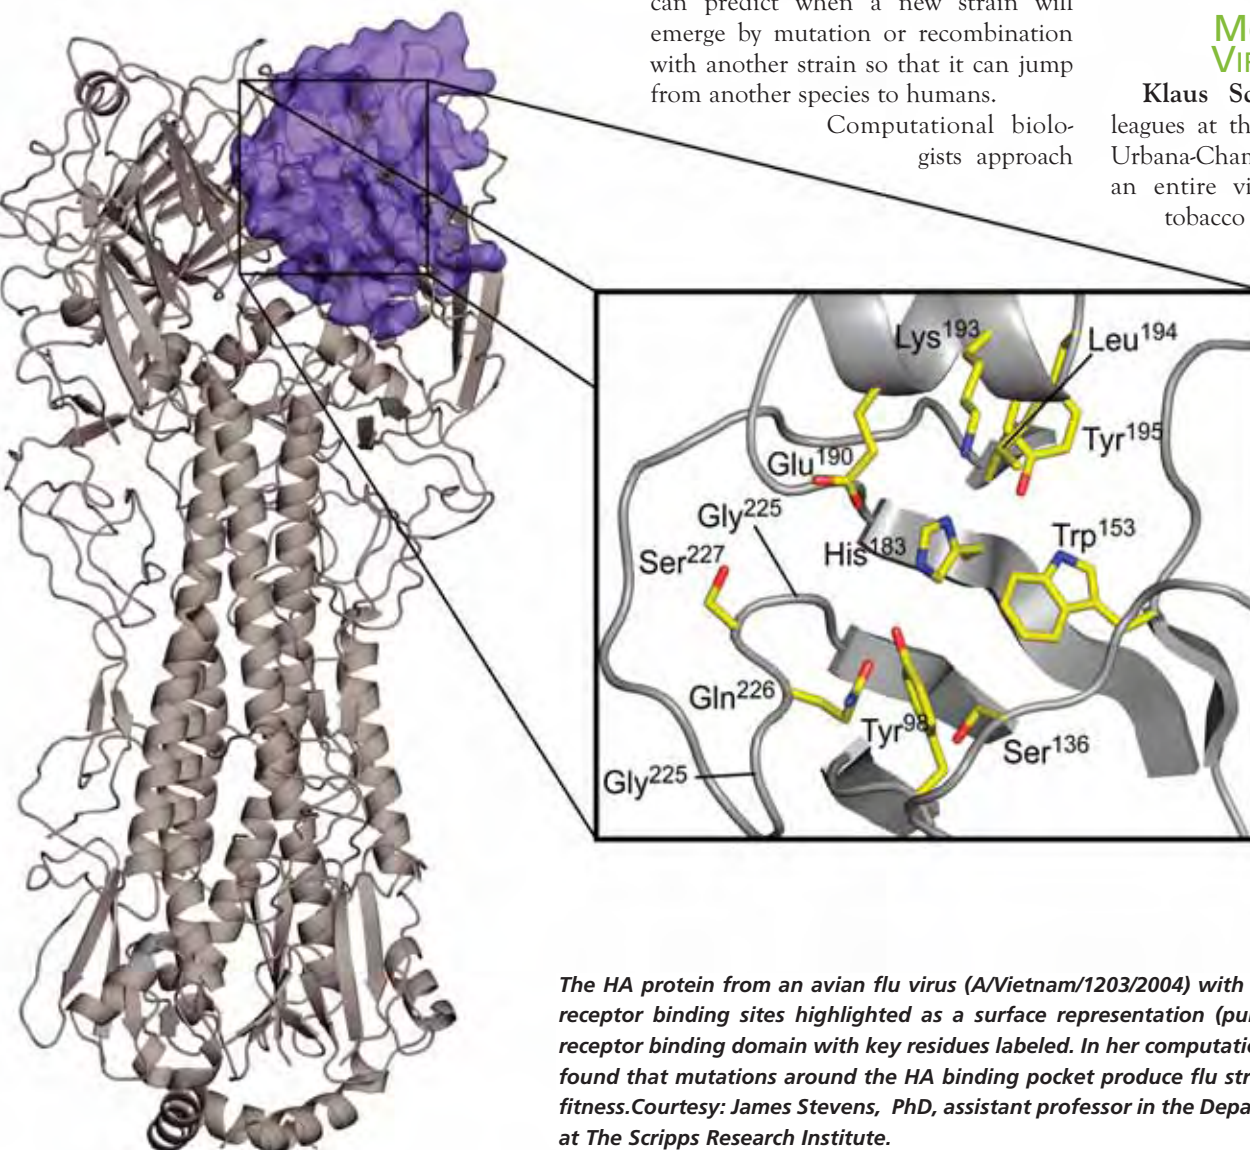 can predict when a new strain will
emerge by mutation or recombination
with another strain so that it can jump
from another species to humans.
Computational biolo-
gists approach
Klaus
leagues at
Urbana-Cham
an entire
tobacco
Lys193
Leu194
Tyr195
Glu190
Gly225
His183
Trp153
Ser227
Gln226
Tyr98
Ser136
Gly225
The HA protein from an avian flu virus (A/Vietnam/1203/2004) with
receptor binding sites highlighted as a surface representation
receptor binding domain with key residues labeled. In her
found that mutations around the HA binding pocket produce flu
fitness.Courtesy: James Stevens, PhD, assistant professor in the
at The Scripps Research Institute.